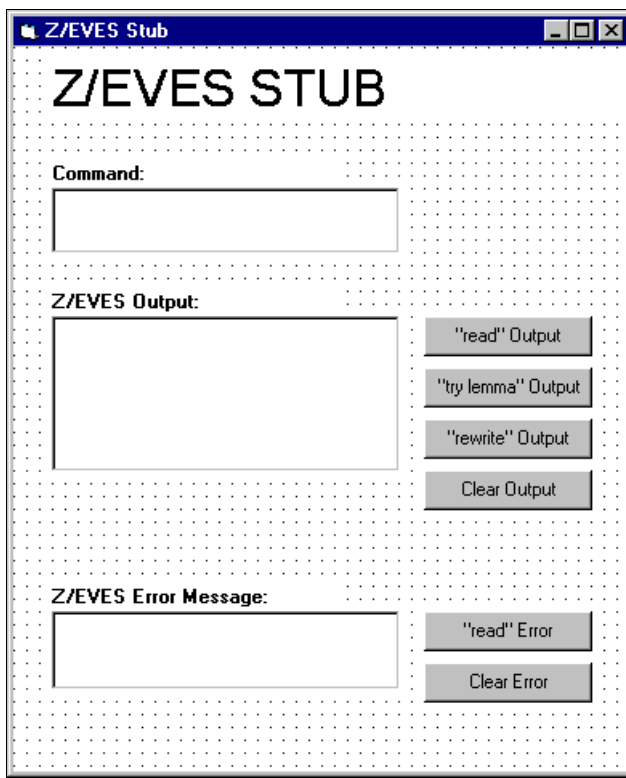 Z/EVES Stub
Z/EVES STUB
Command:
Z/EVES Output:
"read" Output
"try lemma" Output
"rewrite" Output
Clear Output
Z/EVES Error Message:
"read" Error
Clear Error